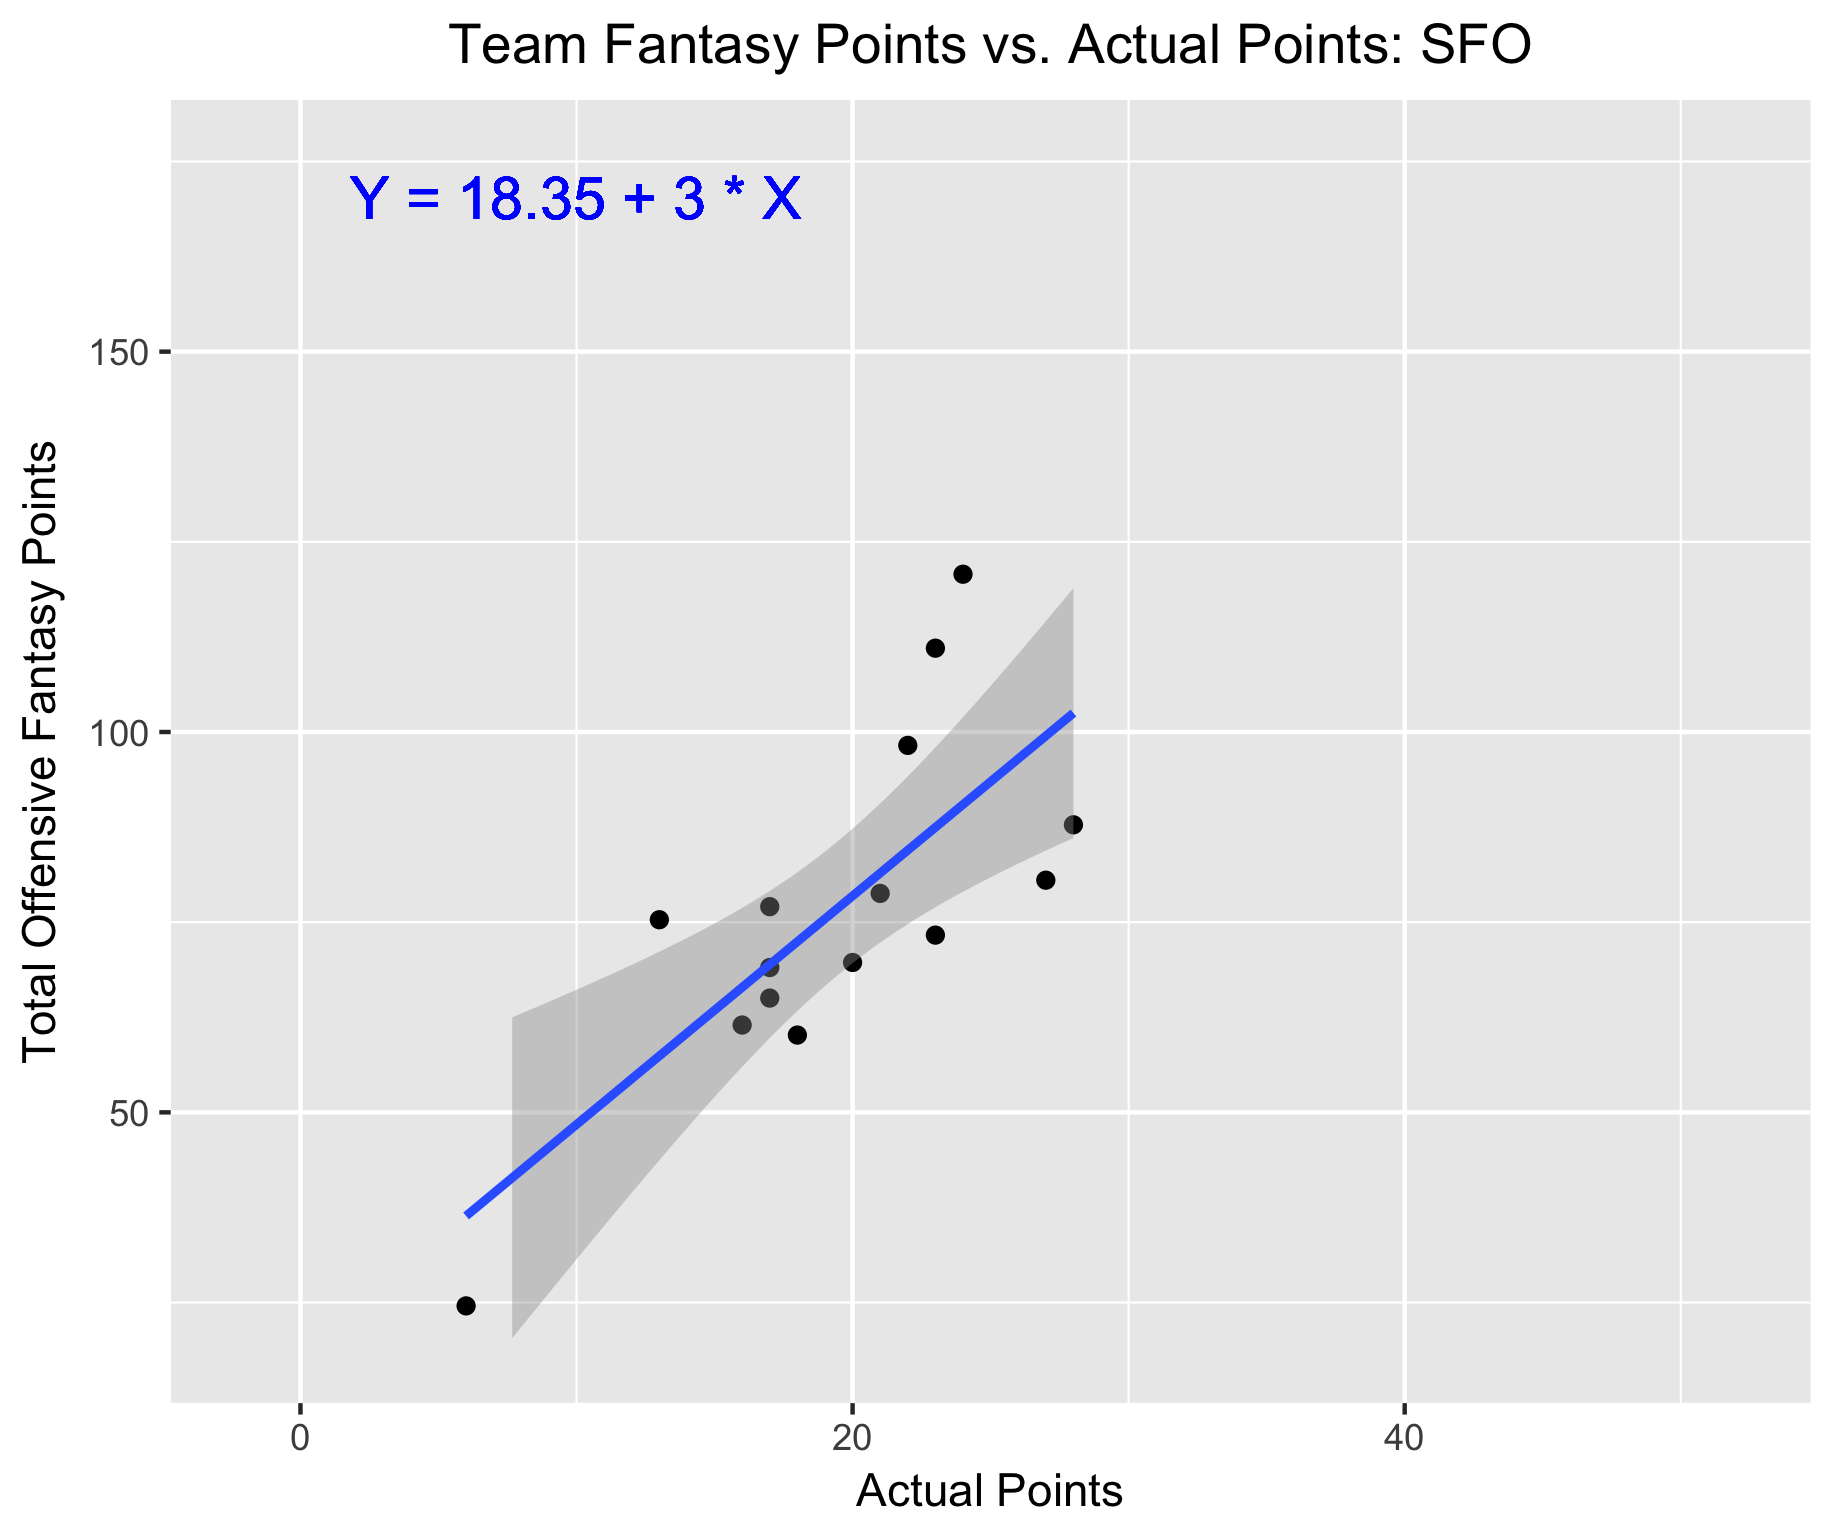 Team Fantasy Points vs. Actual Points: SFO
Y = 18.35 + 3 * X
Total Offensive Fantasy Points
150
100
50
0
20
40
Actual Points